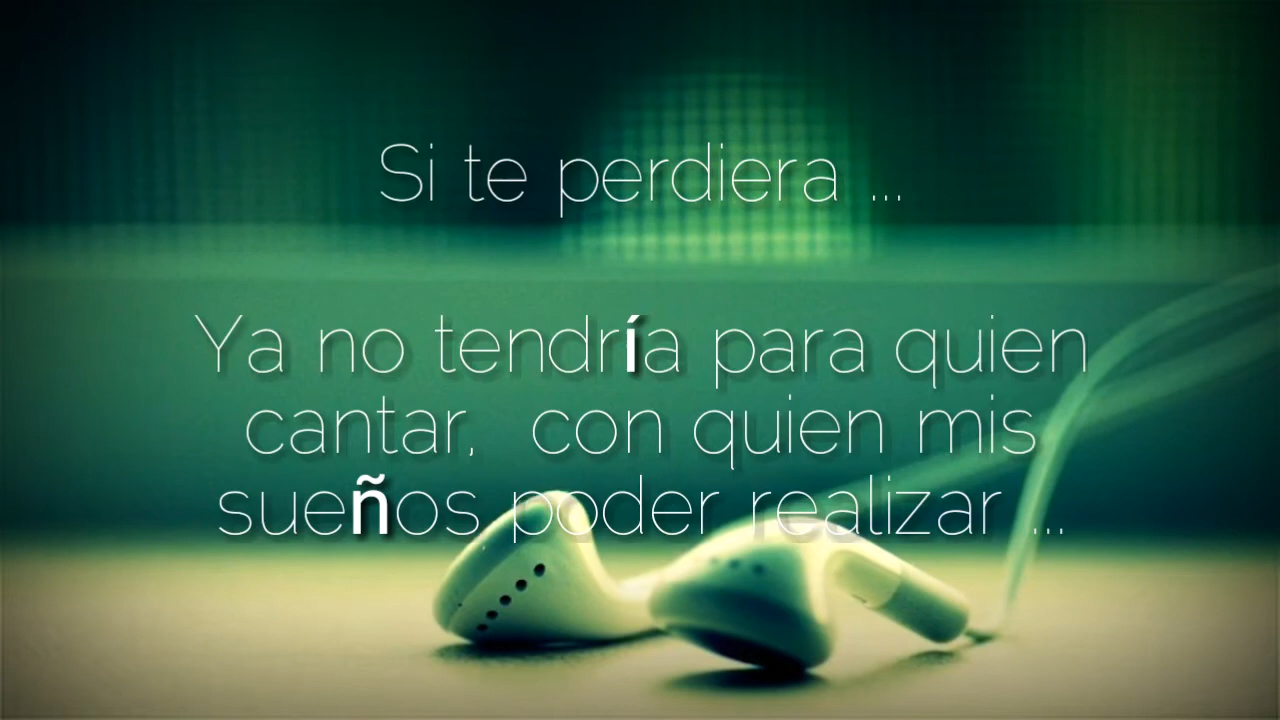 Si te perdiera ...
Ya no tendría para quien
cantar,  con quien mis
sueños poder realizar ...